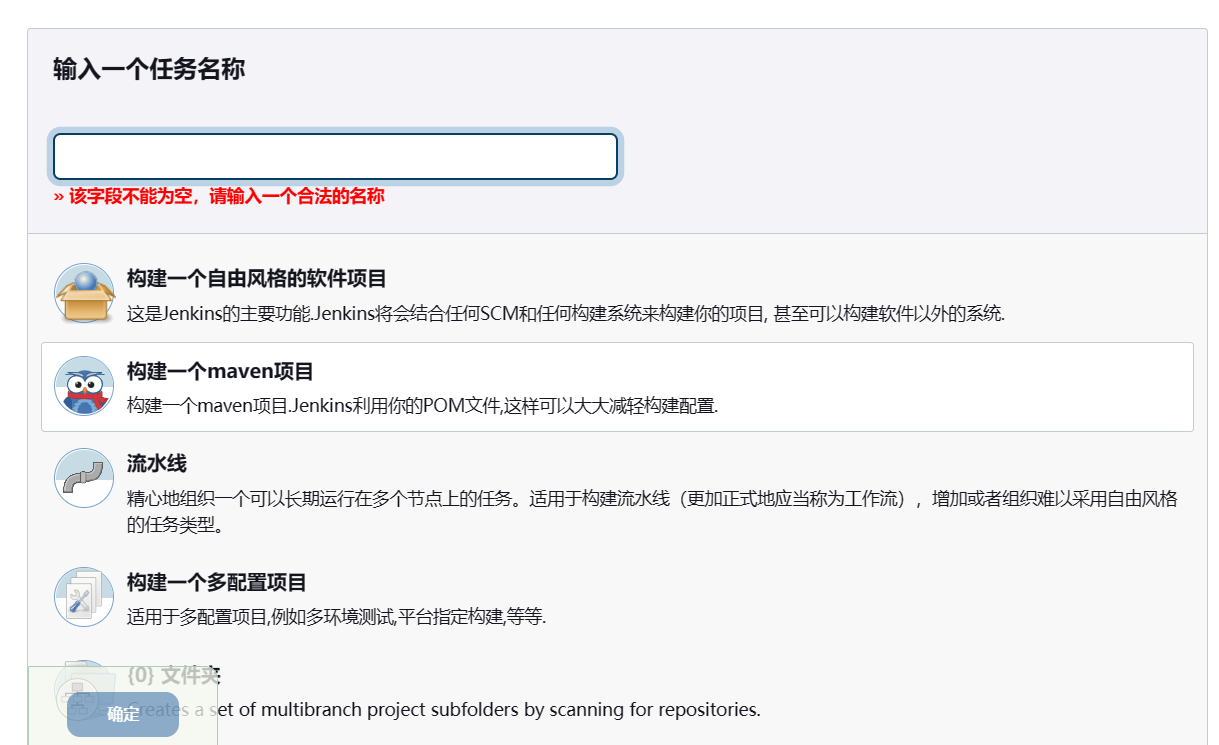 输入一个任务名称
» 该字段不能为空，请输入一个合法的名称
构建一个自由风格的软件项目
这是Jenkins的主要功能.Jenkins将会结合任何SCM和任何构建系统来构建你的项目, 甚至可以构建软件以外的系统.
构建一个maven项目
构建一个maven项目.Jenkins利用你的POM文件,这样可以大大减轻构建配置.
流水线
精心地组织一个可以长期运行在多个节点上的任务。适用于构建流水线（更加正式地应当称为工作流），增加或者组织难以采用自由风格
的任务类型。
构建一个多配置项目
适用于多配置项目,例如多环境测试,平台指定构建,等等.
{0} 文件夹
Creates a set of multibranch project subfolders by scanning for repositories.
确定